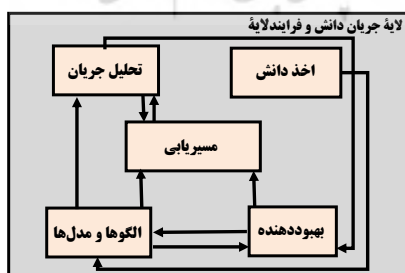 لایهٔ جریان دانش و فرایندلایهٔ
اخذ دانش
تحلیل جریان
مسیریابی
بهبوددهنده
الگوها و مدل‌ها